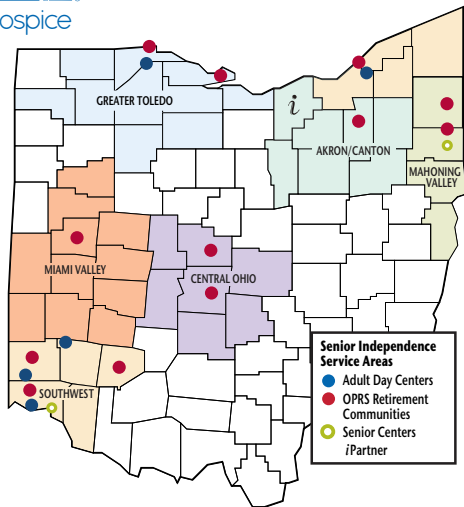 ospice
GREATER TOLEDO
i
AKRON/CANTON
MAHONING
VALLEY
MIAMI VALLEY
CENTRAL OHIO
SOUTHWEST
Senior Independence
Service Areas
Adult Day Centers
OPRS Retirement
Communities
Senior Centers
iPartner